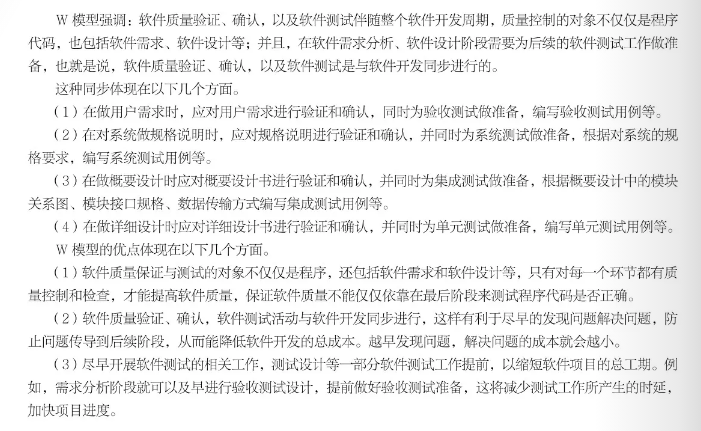 W 模型强调：软件质量验证、确认，以及软件测试伴随整个软件开发周期，质量控制的对象不仅仅是程序
代码，也包括软件需求、软件设计等；并且，在软件需求分析、软件设计阶段需要为后续的软件测试工作做准
备，也就是说，软件质量验证、确认，以及软件测试是与软件开发同步进行的。
这种同步体现在以下几个方面。
（1）在做用户需求时，应对用户需求进行验证和确认，同时为验收测试做准备，编写验收测试用例等。
（2）在对系统做规格说明时，应对规格说明进行验证和确认，并同时为系统测试做准备，根据对系统的规
格要求，编写系统测试用例等。
（3）在做概要设计时应对概要设计书进行验证和确认，并同时为集成测试做准备，根据概要设计中的模块
关系图、模块接口规格、数据传输方式编写集成测试用例等。
（4）在做详细设计时应对详细设计书进行验证和确认，并同时为单元测试做准备，编写单元测试用例等。
W 模型的优点体现在以下几个方面。
（1）软件质量保证与测试的对象不仅仅是程序，还包括软件需求和软件设计等，只有对每一个环节都有质
量控制和检查，才能提高软件质量，保证软件质量不能仅仅依靠在最后阶段来测试程序代码是否正确。
（2）软件质量验证、确认，软件测试活动与软件开发同步进行，这样有利于尽早的发现问题解决问题，防
止问题传导到后续阶段，从而能降低软件开发的总成本。越早发现问题，解决问题的成本就会越小。
（3）尽早开展软件测试的相关工作，测试设计等一部分软件测试工作提前，以缩短软件项目的总工期。例
如，需求分析阶段就可以及早进行验收测试设计，提前做好验收测试准备，这将减少测试工作所产生的时延，
加快项目进度。